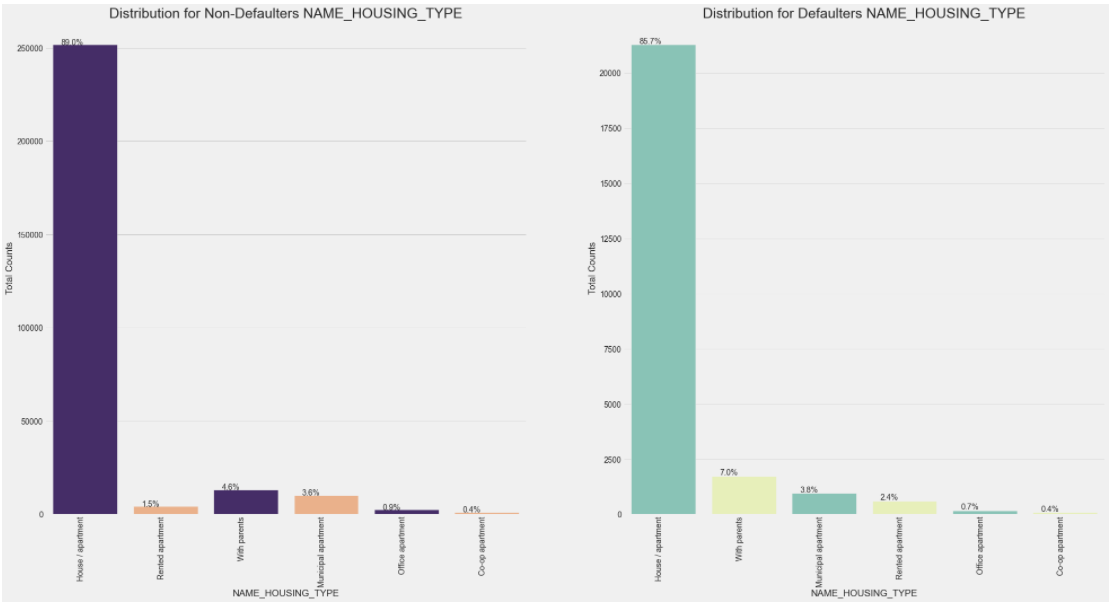 Distribution for Non-Defaulters NAME_HOUSING_TYPE
250000
200000
150000
100000
50000
0
Total Counts
89.0%
1.5%
4.6%
3.6%
0.9%
0.4%
House / apartment
Rented apartment
With parents
Municipal apartment
Office apartment
Co-op apartment
NAME_HOUSING_TYPE
Distribution for Defaulters NAME_HOUSING_TYPE
20000
17500
15000
12500
10000
7500
5000
2500
0
Total Counts
85.7%
7.0%
3.8%
2.4%
0.7%
0.4%
House / apartment
With parents
Municipal apartment
Rented apartment
Office apartment
Co-op apartment
NAME_HOUSING_TYPE